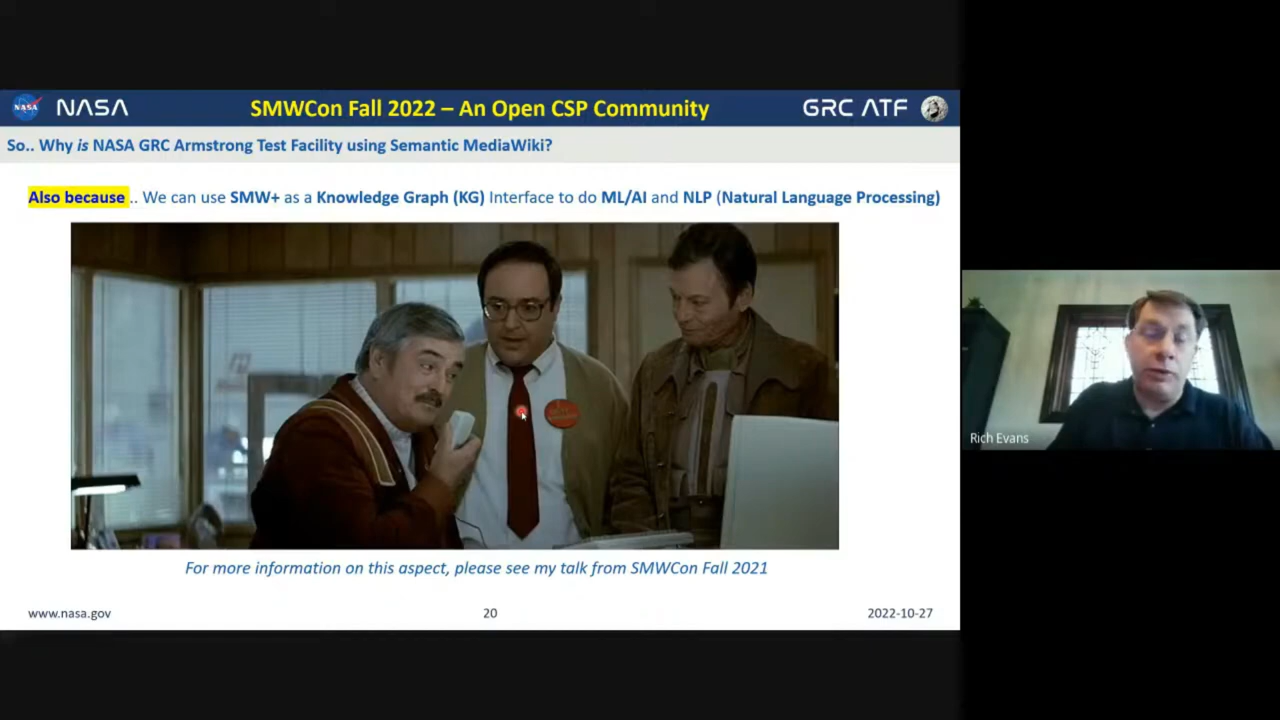 NASA NASA SMWCon Fall 2022 – An Open CSP Community GRC ATF
So.. Why is NASA GRC Armstrong Test Facility using Semantic MediaWiki?
Also because .. We can use SMW+ as a Knowledge Graph (KG) Interface to do ML/AI and NLP (Natural Language Processing)
Rich Evans
For more information on this aspect, please see my talk from SMWCon Fall 2021
www.nasa.gov 20 2022-10-27